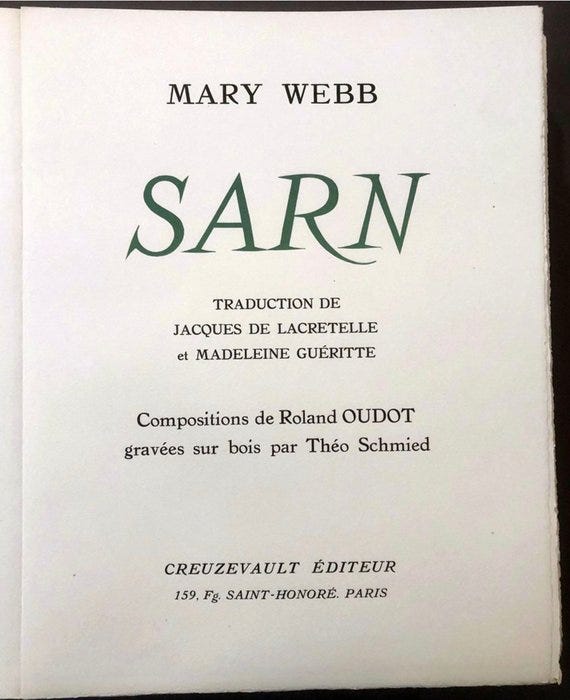 MARY WEBB
SARN
TRADUCTION DE
JACQUES DE LACRETELLE
et MADELEINE GUÉRITTE
Compositions de Roland OUDOT
gravées sur bois par Théo Schmied
CREUZEVAULT ÉDITEUR
159, Fg. SAINT-HONORÉ. PARIS